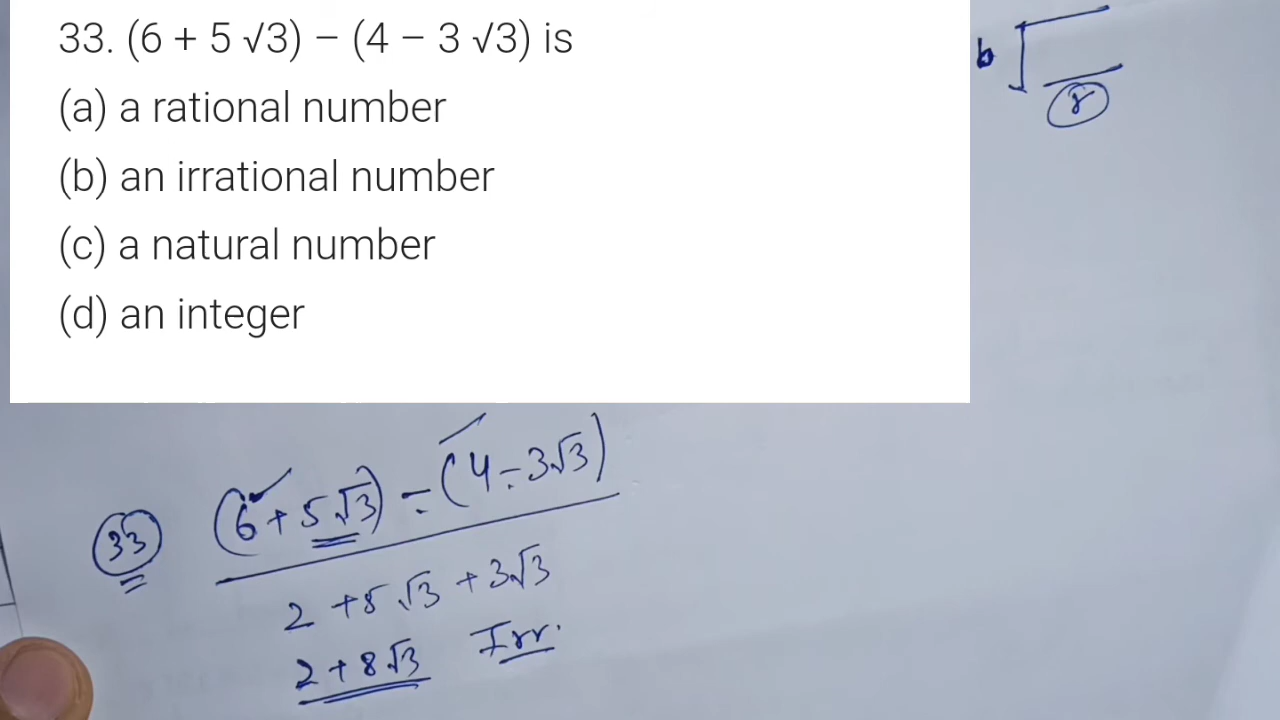 33. (6 + 5 √3) – (4 – 3 √3) is
(a) a rational number
(b) an irrational number
(c) a natural number
(d) an integer
b
8
33 (6 + 5√3) - (4 - 3√3)
2 + 5√3 + 3√3
2 + 8√3 Irr.